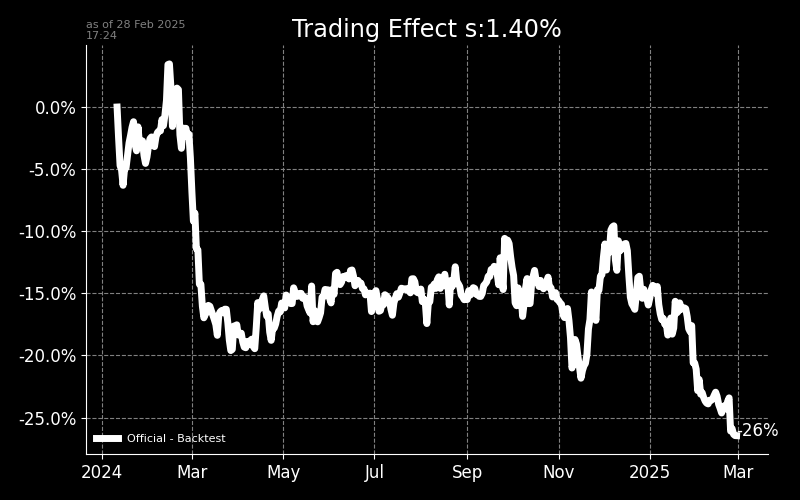 as of 28 Feb 2025
17:24
Trading Effect s:1.40%
0.0%
-5.0%
-10.0%
-15.0%
-20.0%
-25.0%
-26%
Official - Backtest
2024 Mar May Jul Sep Nov 2025 Mar